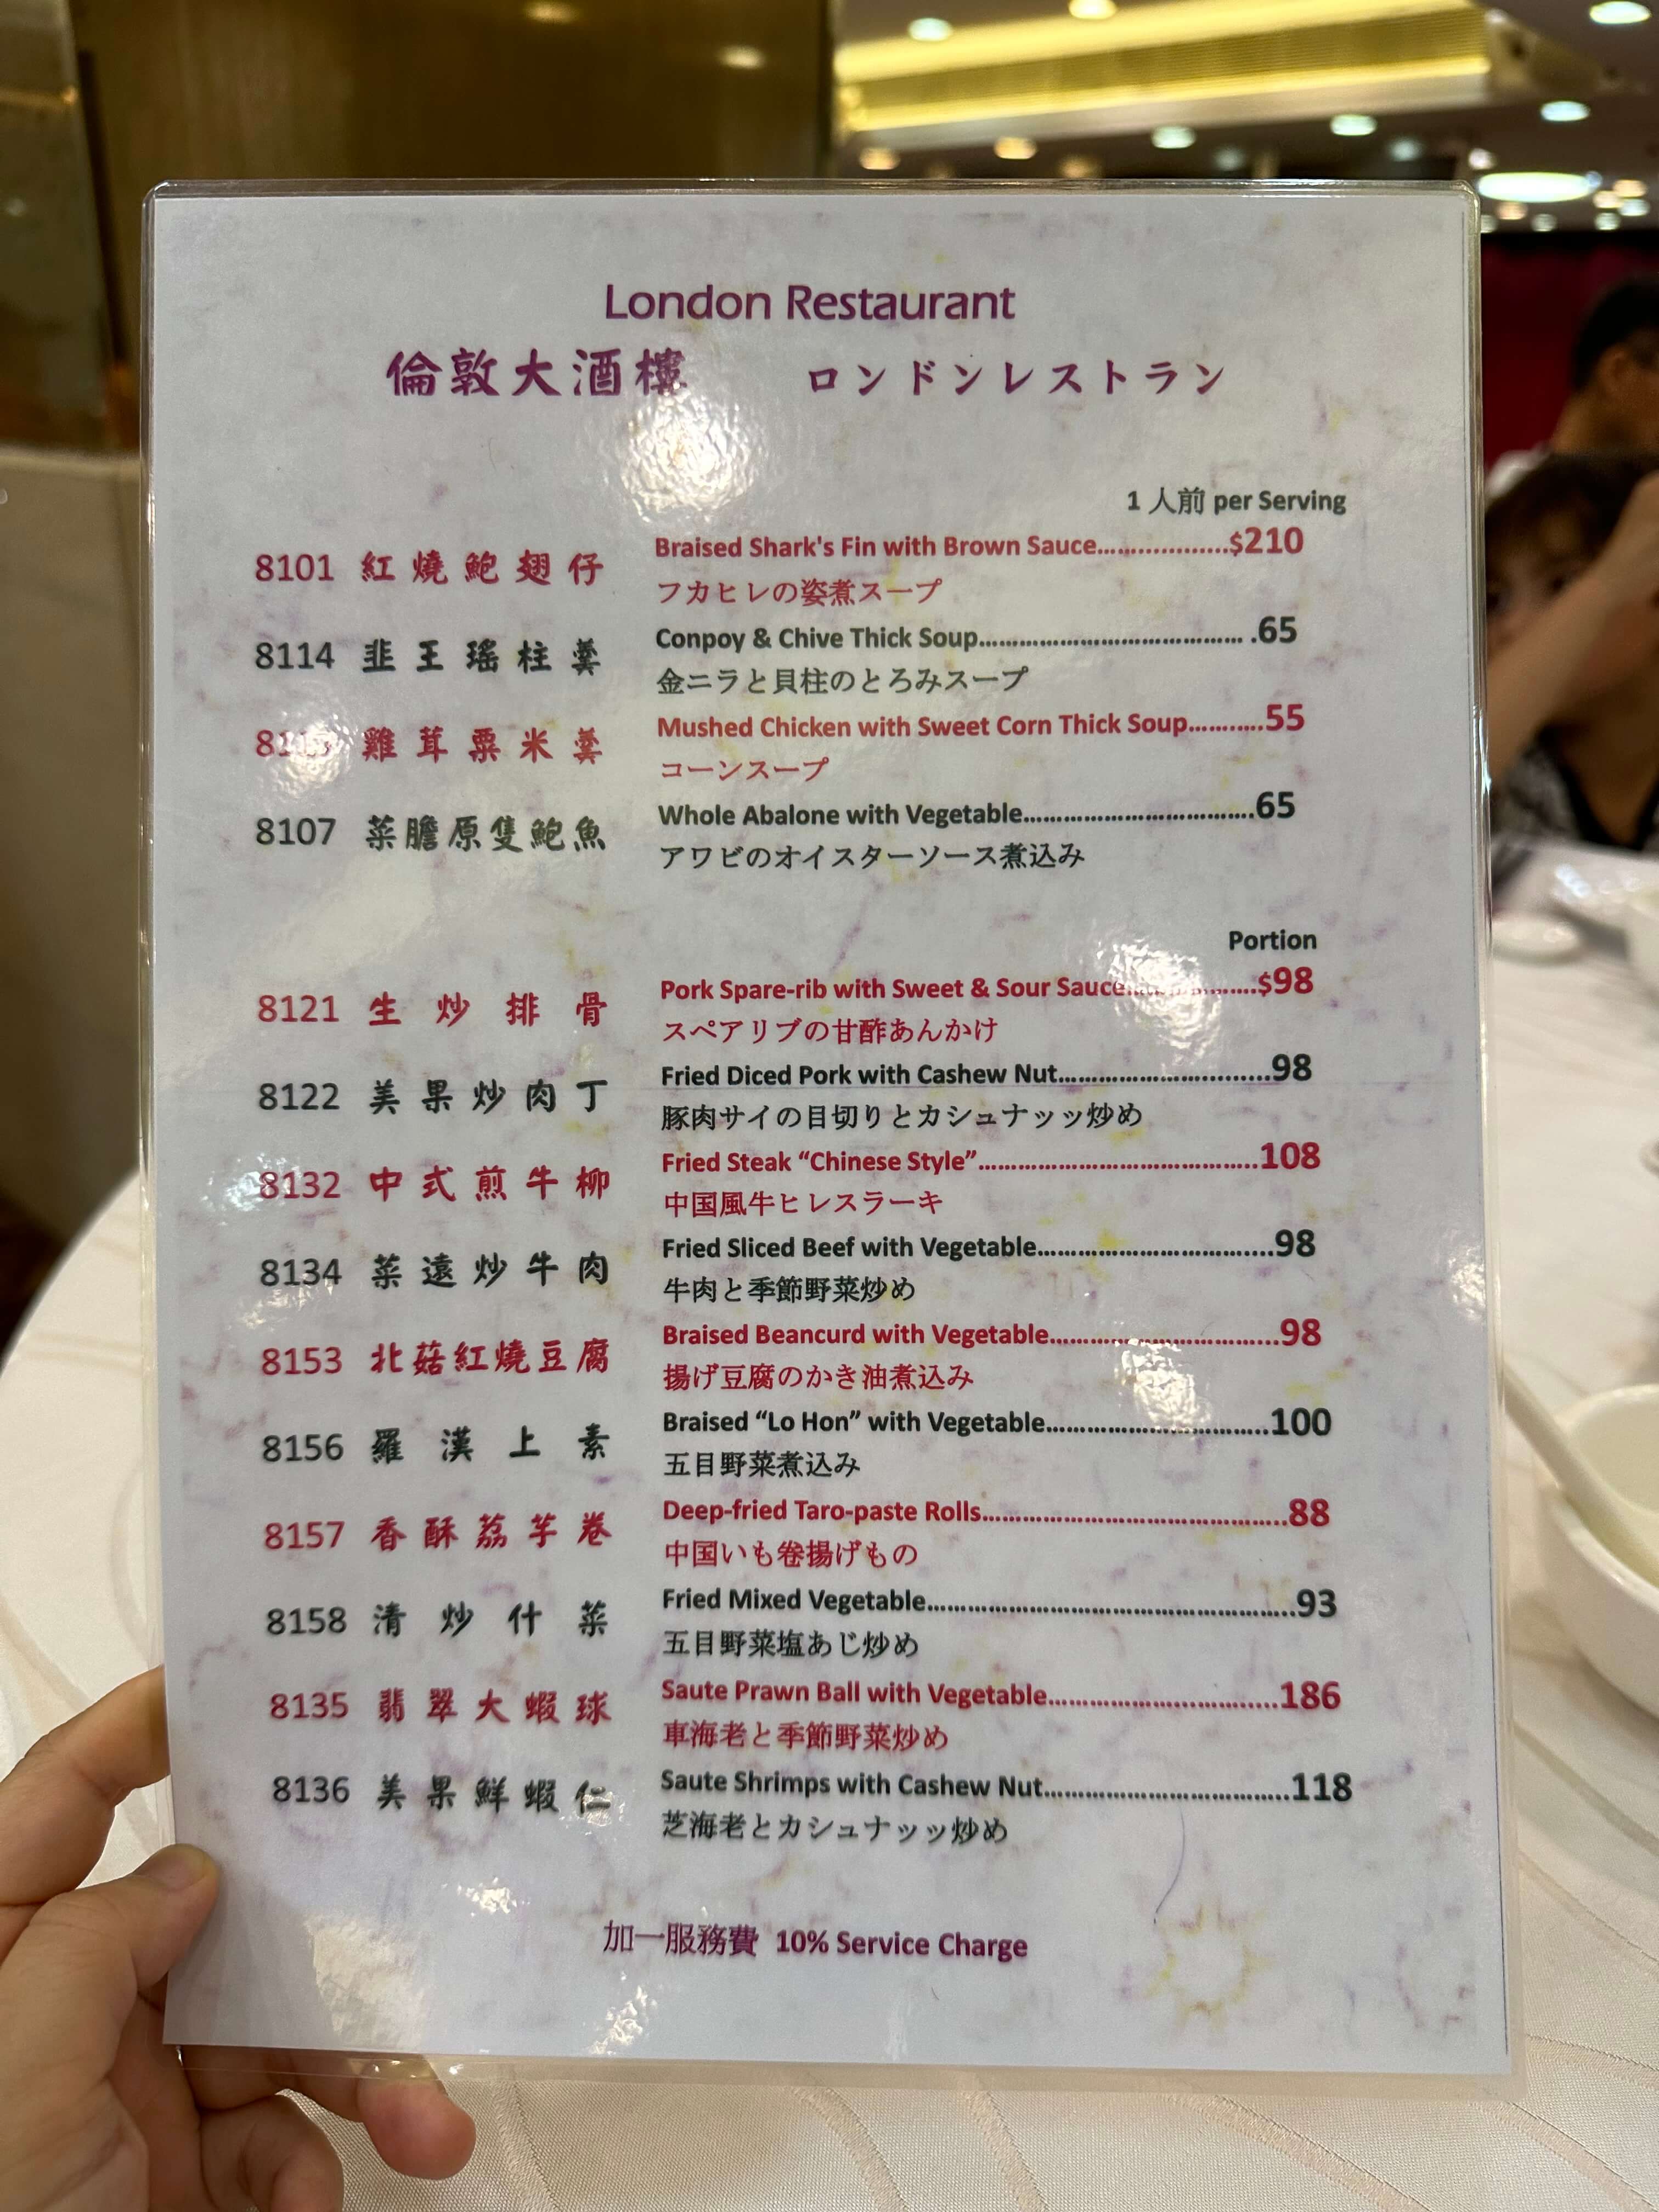 London Restaurant
倫敦大酒樓 ロンドンレストラン
1 人前 per Serving
8101 紅燒鮑翅仔 Braised Shark's Fin with Brown Sauce....................$210
フカヒレの姿煮スープ
8114 韭王瑤柱羹 Conpoy & Chive Thick Soup........................................ .65
金ニラと貝柱のとろみスープ
雞茸粟米羹 Mushed Chicken with Sweet Corn Thick Soup...........55
コーンスープ
8107 菜膽原隻鮑魚 Whole Abalone with Vegetable..................................65
アワビのオイスターソース煮込み
Portion
8121 生炒排骨 Pork Spare-rib with Sweet & Sour Sauce...................$98
スペアリブの甘酢あんかけ
8122 美果炒肉丁 Fried Diced Pork with Cashew Nut................................98
豚肉サイの目切りとカシュナッッ炒め
8132 中式煎牛柳 Fried Steak “Chinese Style”..........................................108
中国風牛ヒレスラーキ
8134 菜遠炒牛肉 Fried Sliced Beef with Vegetable...................................98
牛肉と季節野菜炒め
8153 北菇紅燒豆腐 Braised Beancurd with Vegetable..................................98
揚げ豆腐のかき油煮込み
8156 羅漢上素 Braised “Lo Hon” with Vegetable.................................100
五目野菜煮込み
8157 香酥荔芋卷 Deep-fried Taro-paste Rolls.............................................88
中国いも卷揚げもの
8158 清炒什菜 Fried Mixed Vegetable.....................................................93
五目野菜塩あじ炒め
8135 翡翠大蝦球 Saute Prawn Ball with Vegetable..................................186
車海老と季節野菜炒め
8136 美果鮮蝦仁 Saute Shrimps with Cashew Nut...................................118
芝海老とカシュナッッ炒め
加一服務費 10% Service Charge